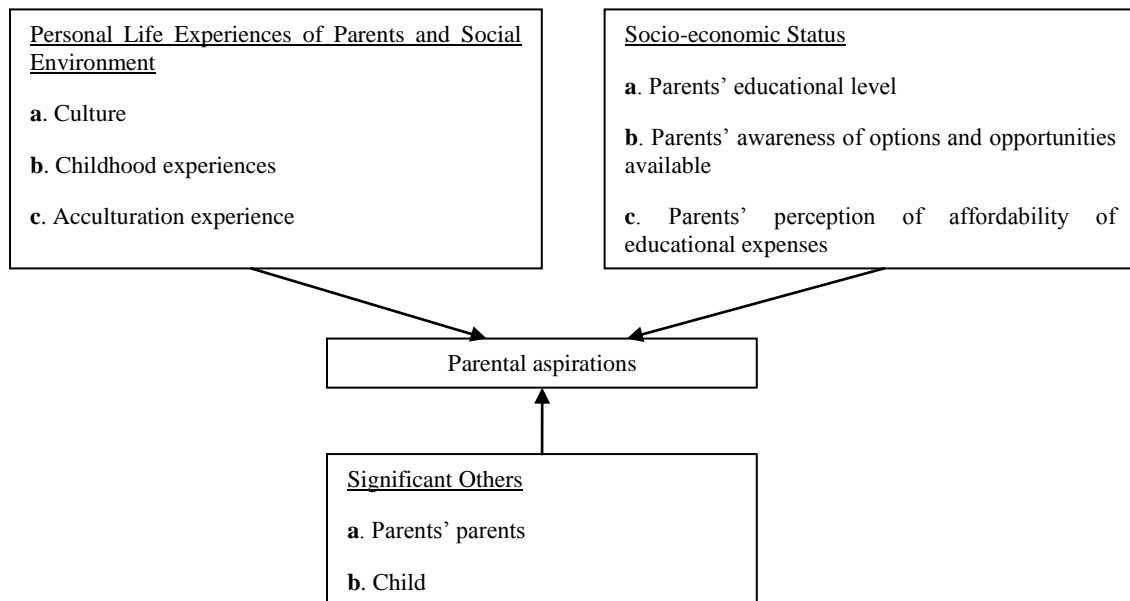 Personal Life Experiences of Parents and Social
Environment
a. Culture
b. Childhood experiences
c. Acculturation experience
Socio-economic Status
a. Parents’ educational level
b. Parents’ awareness of options and opportunities
available
c. Parents’ perception of affordability of
educational expenses
Parental aspirations
Significant Others
a. Parents’ parents
b. Child